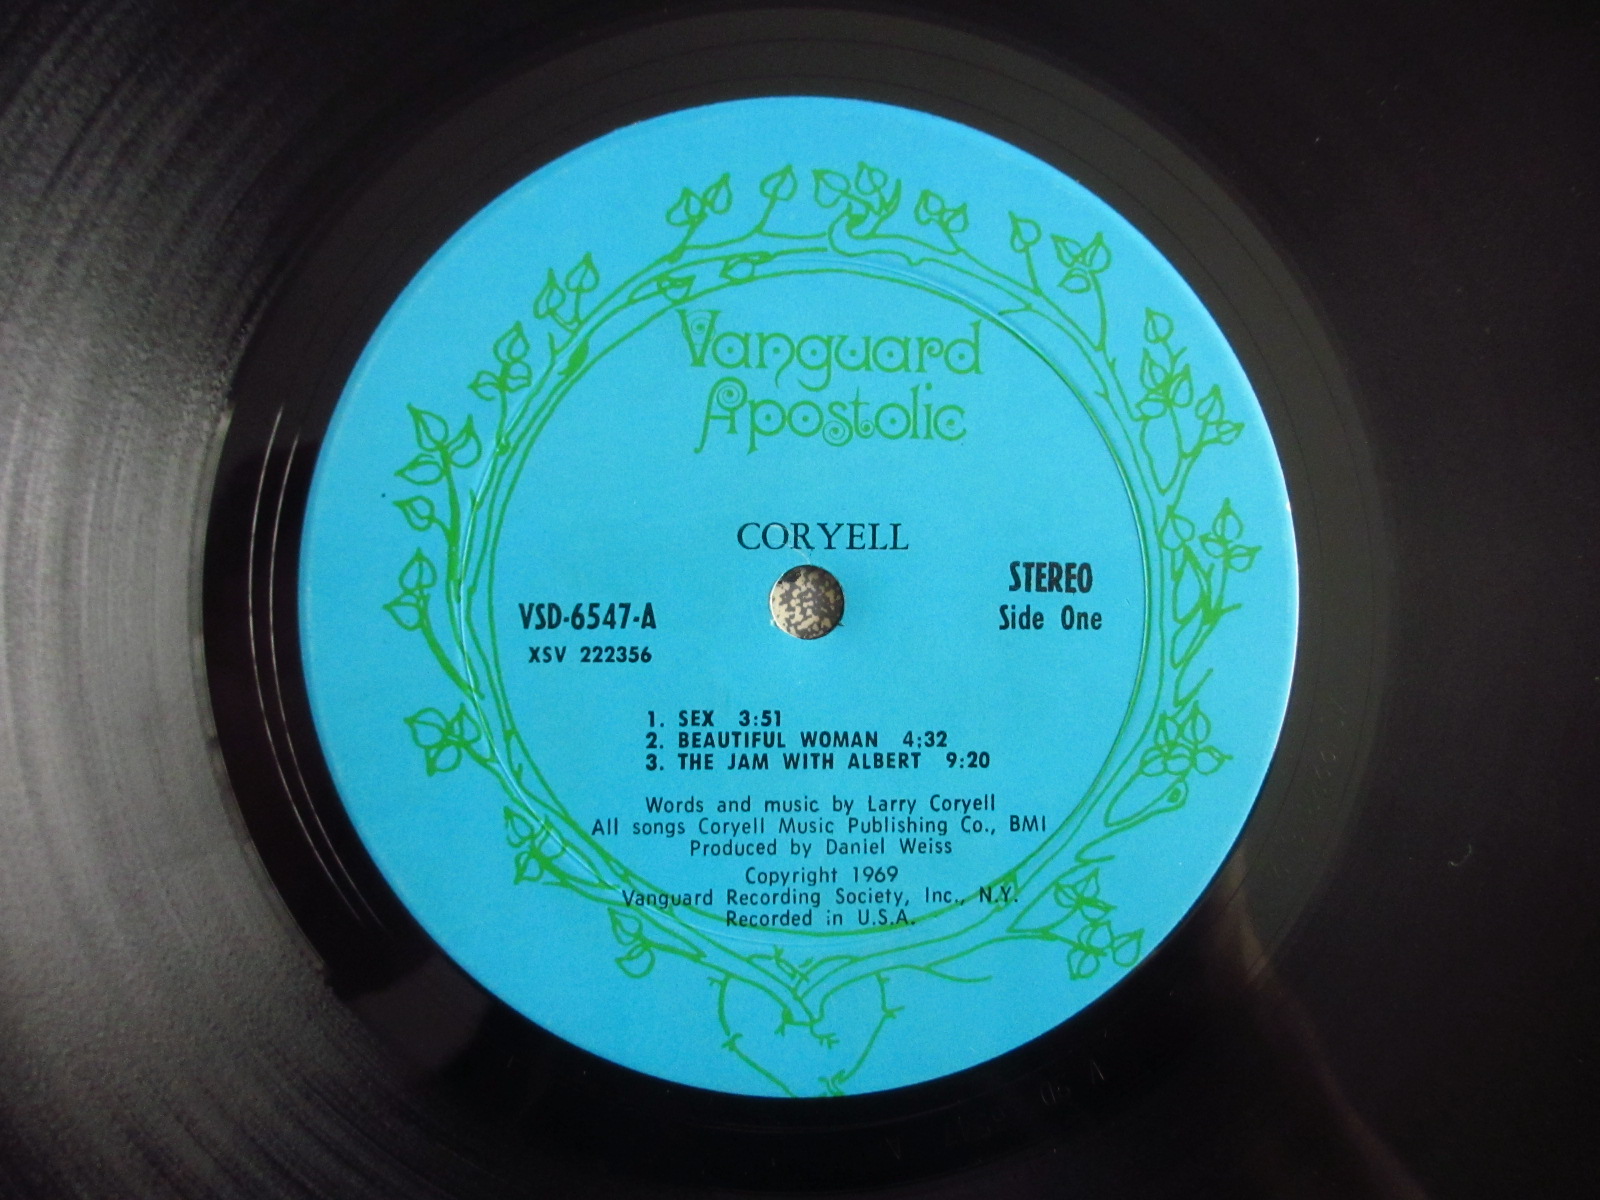 Vanguard
Apostolic
CORYELL
STEREO
VSD-6547-A
Side One
XSV 222356
1. SEX 3:51
2. BEAUTIFUL WOMAN 4:32
3. THE JAM WITH ALBERT 9:20
Words and music by Larry Coryell
All songs Coryell Music Publishing Co., BMI
Produced by Daniel Weiss
Copyright 1969
Vanguard Recording Society, Inc., N.Y.
Recorded in U.S.A.